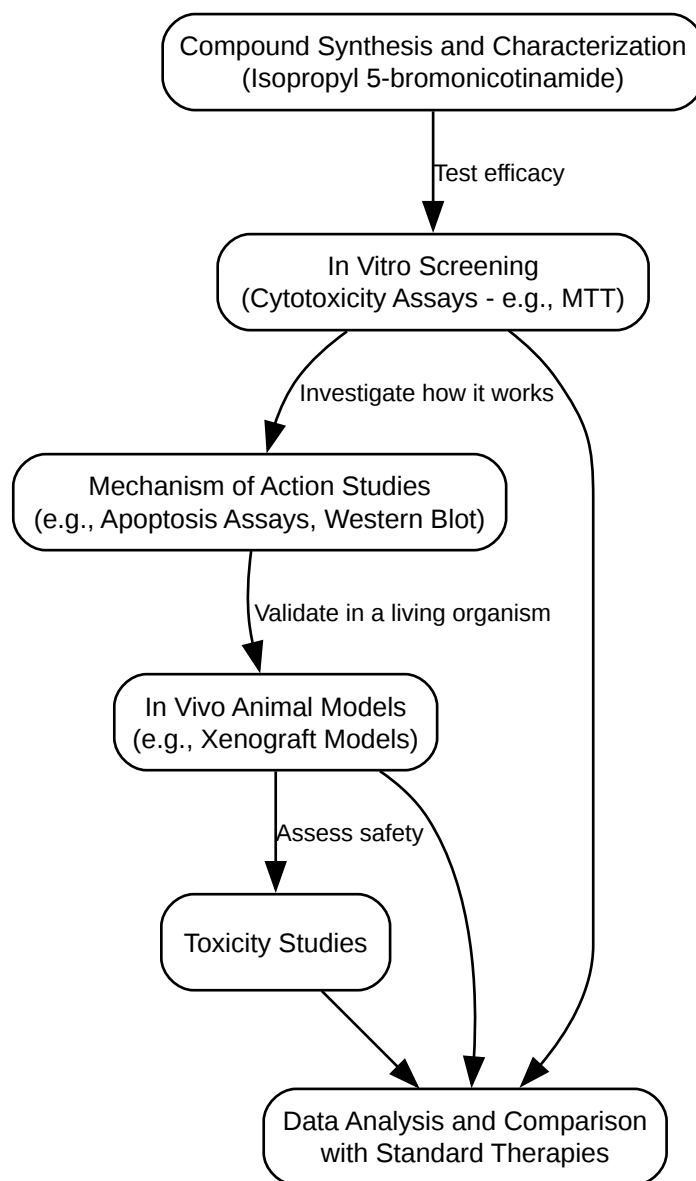 Compound Synthesis and Characterization
(Isopropyl 5-bromonicotinamide)
Test efficacy
In Vitro Screening
(Cytotoxicity Assays - e.g., MTT)
Investigate how it works
Mechanism of Action Studies
(e.g., Apoptosis Assays, Western Blot)
Validate in a living organism
In Vivo Animal Models
(e.g., Xenograft Models)
Assess safety
Toxicity Studies
Data Analysis and Comparison
with Standard Therapies